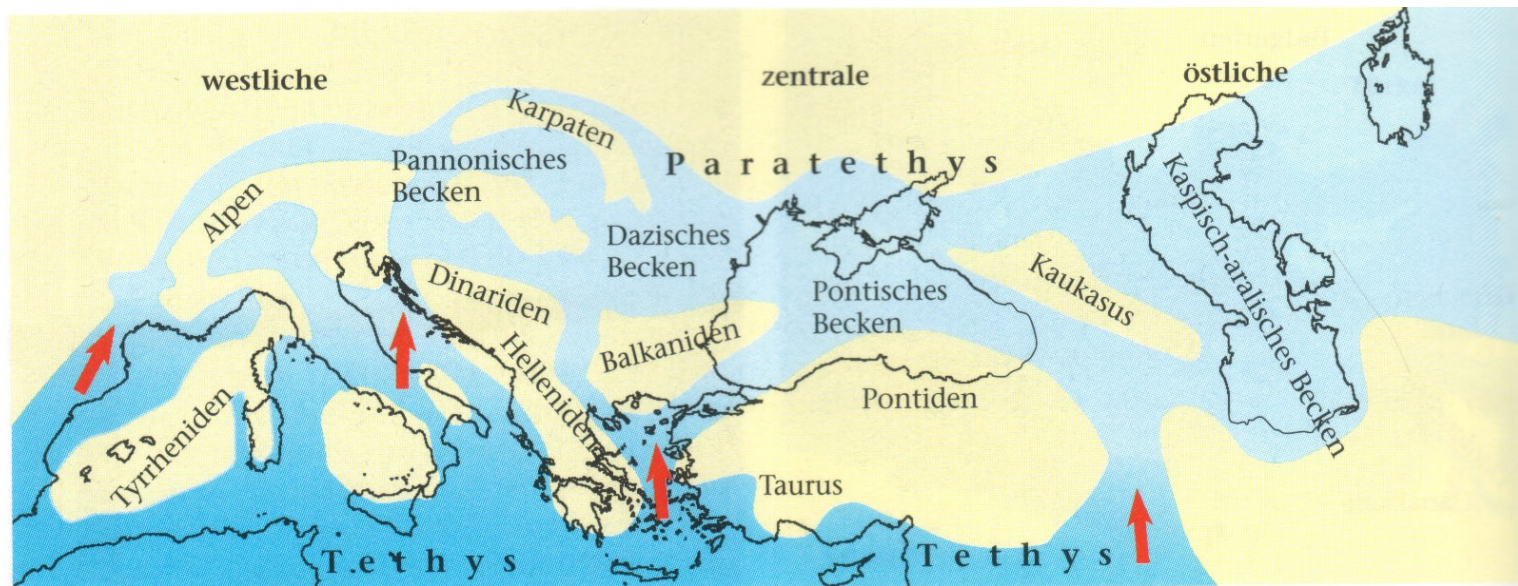 westliche
zentrale
östliche
Karpaten
Pannonisches
Becken
Paratethys
Alpen
Dazisches
Becken
Kaspisch-aralisches Becken
Dinariden
Pontisches
Becken
Kaukasus
Balkaniden
Helleniden
Pontiden
Tyrrheniden
Taurus
Tethys
Tethys